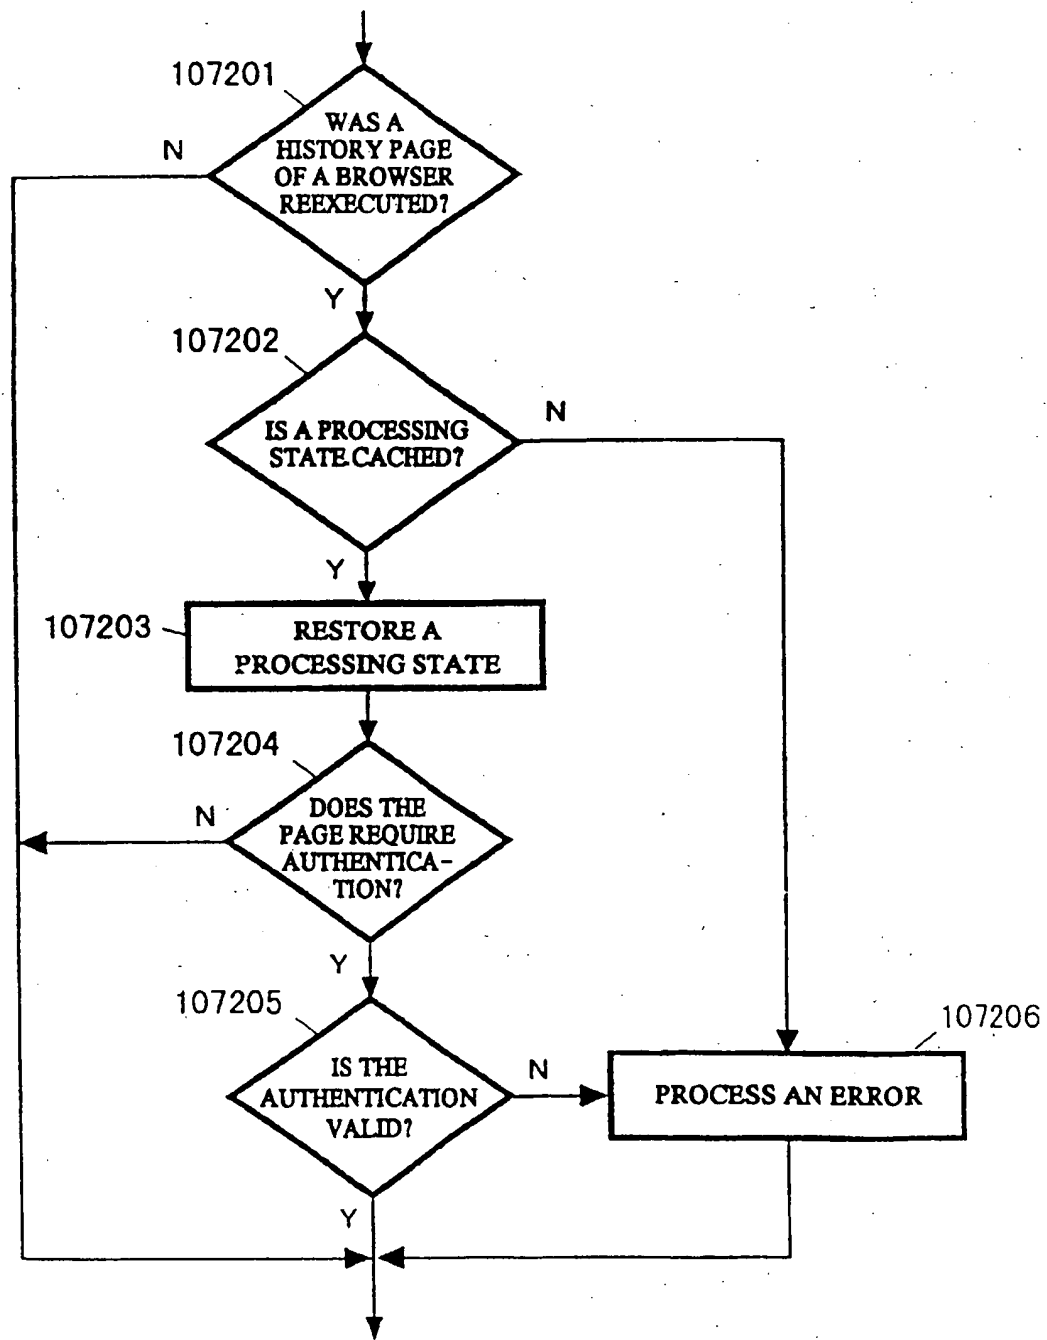 107201
WAS A
HISTORY PAGE
OF A BROWSER
REEXECUTED?
N
Y
107202
IS A PROCESSING
STATE CACHED?
N
Y
107203
RESTORE A
PROCESSING STATE
107204
DOES THE
PAGE REQUIRE
AUTHENTICA-
TION?
N
Y
107205
IS THE
AUTHENTICATION
VALID?
N
107206
PROCESS AN ERROR
Y